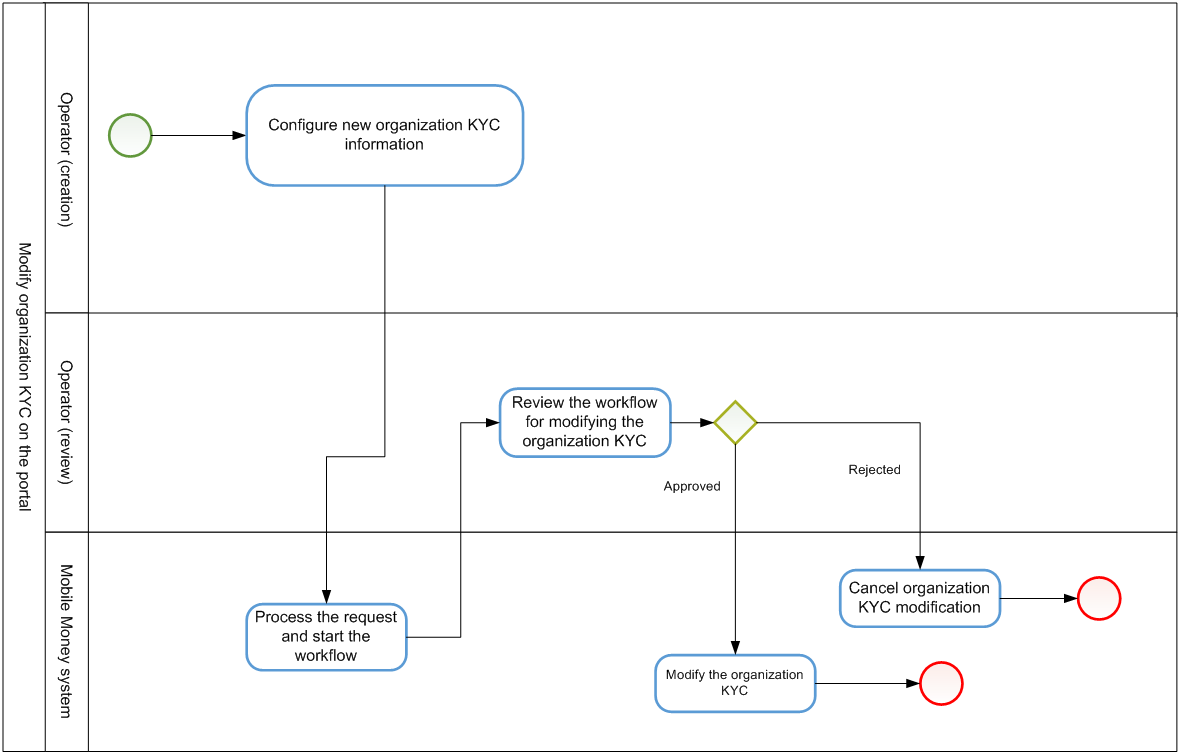 Modify organization KYC on the portal
Operator (creation)
Configure new organization KYC
information
Operator (review)
Review the workflow
for modifying the
organization KYC
Approved
Rejected
Mobile Money system
Process the request
and start the
workflow
Modify the organization
KYC
Cancel organization
KYC modification